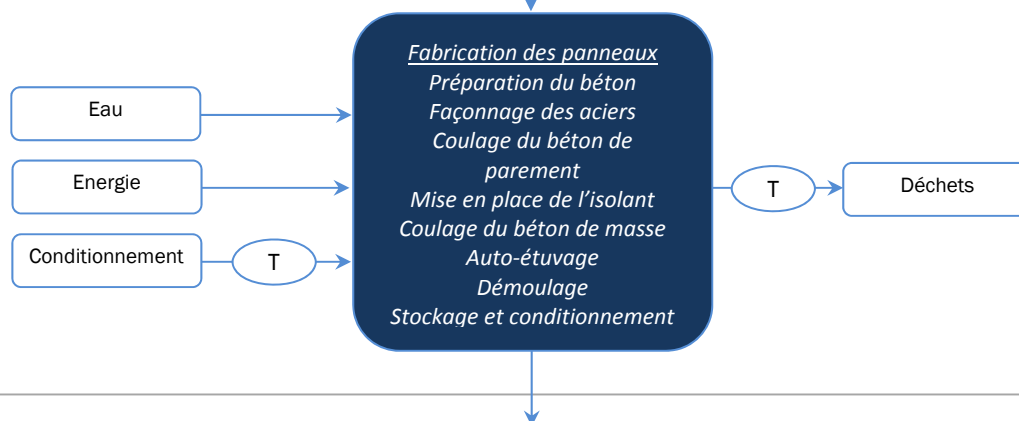 Fabrication des panneaux
Préparation du béton
Façonnage des aciers
Coulage du béton de
parement
Mise en place de l'isolant
Coulage du béton de masse
Auto-étuvage
Démoulage
Stockage et conditionnement
Eau
Energie
Conditionnement
T
T
Déchets